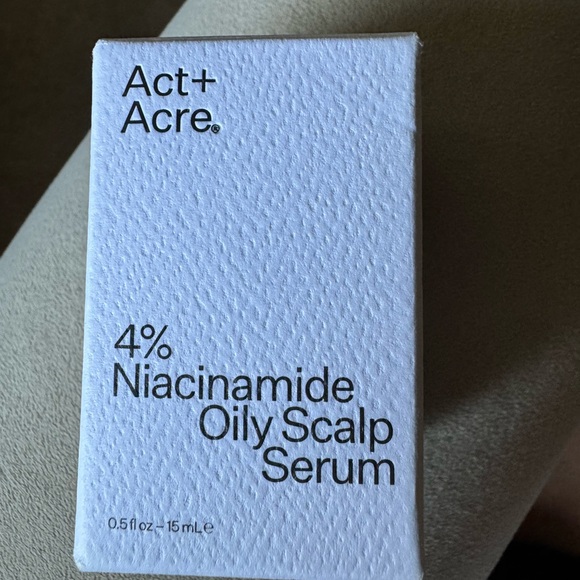 Act+
Acre®
4%
Niacinamide
Oily Scalp
Serum
0.5 fl oz – 15 mL℮